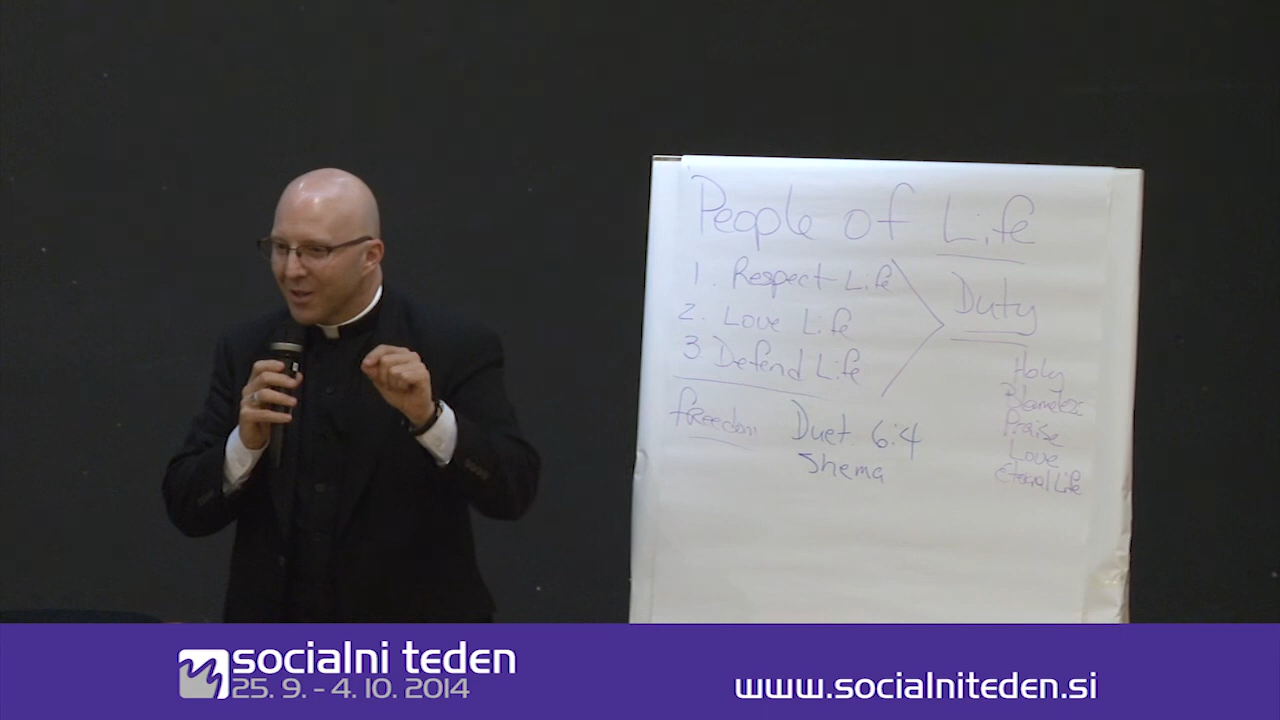 People of Life
1. Respect Life
2. Love Life
3. Defend Life
Duty
Holy
Blameless
Praise
Love
eternal Life
freedom
Duet. 6:4
Shema
socialni teden
25. 9. - 4. 10. 2014
www.socialniteden.si